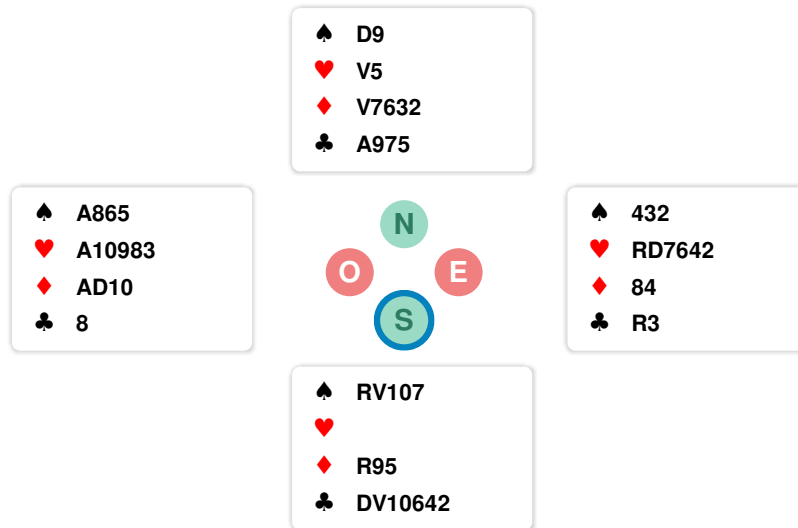 ♠ D9
♥ V5
♦ V7632
♣ A975
♠ A865
♥ A10983
♦ AD10
♣ 8
N
O E
S
♠ 432
♥ RD7642
♦ 84
♣ R3
♠ RV107
♥
♦ R95
♣ DV10642